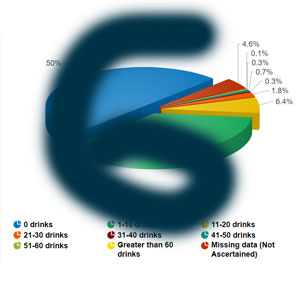 4.6%
0.1%
0.3%
0.7%
0.3%
1.8%
6.4%
50%
6
0 drinks
drinks
11-20 drinks
21-30 drinks
31-40 drinks
41-50 drinks
51-60 drinks
Greater than 60
drinks
Missing data (Not
Ascertained)